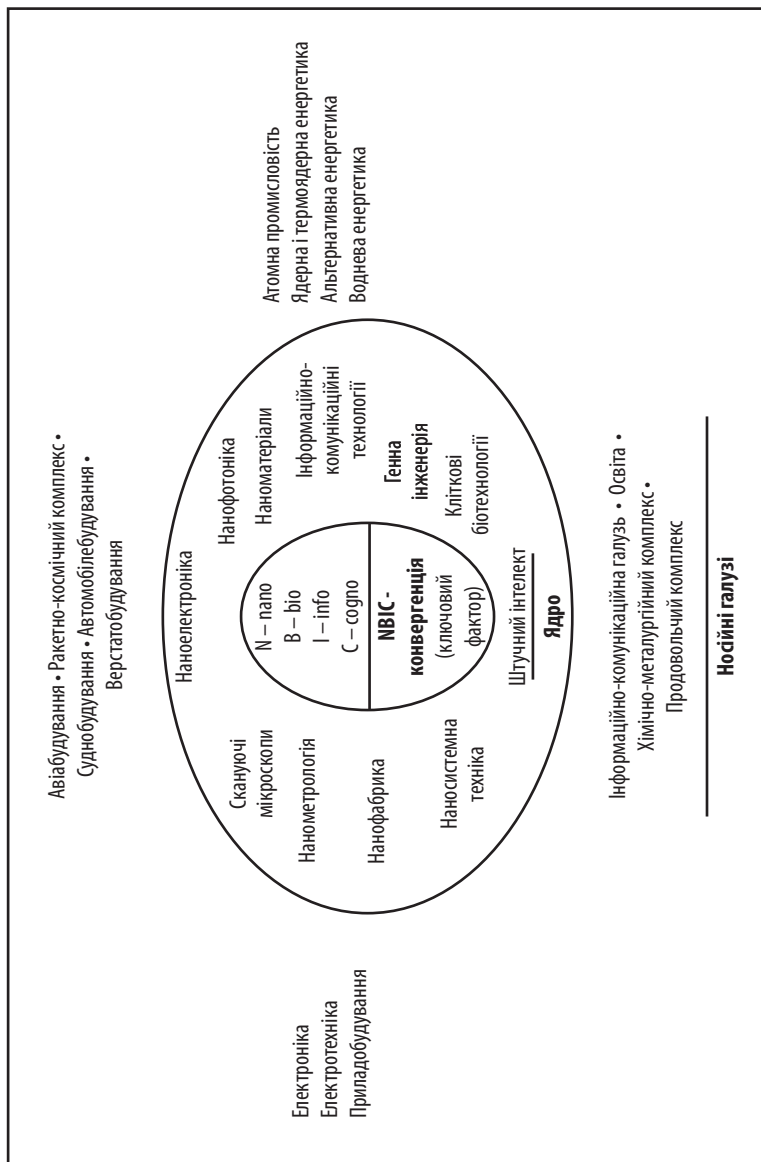 Авіабудування • Ракетно-космічний комплекс •
Суднобудування • Автомобілебудування •
Верстатобудування
Електроніка
Електротехніка
Приладобудування
Наноелектроніка
Скануючі
мікроскопи
Нанометрологія
Нанофабрика
Наносистемна
техніка
N – nano
B – bio
I – info
C – cogno
NBIC -
конвергенція
(ключовий
фактор)
Нанофотоніка
Наноматеріали
Інформаційно-
комунікаційні
технології
Генна
інженерія
Кліткові
біотехнології
Штучний інтелект
Ядро
Атомна промисловість
Ядерна і термоядерна енергетика
Альтернативна енергетика
Воднева енергетика
Інформаційно-комунікаційна галузь • Освіта •
Хімічно-металургійний комплекс •
Продовольчий комплекс
Носійні галузі